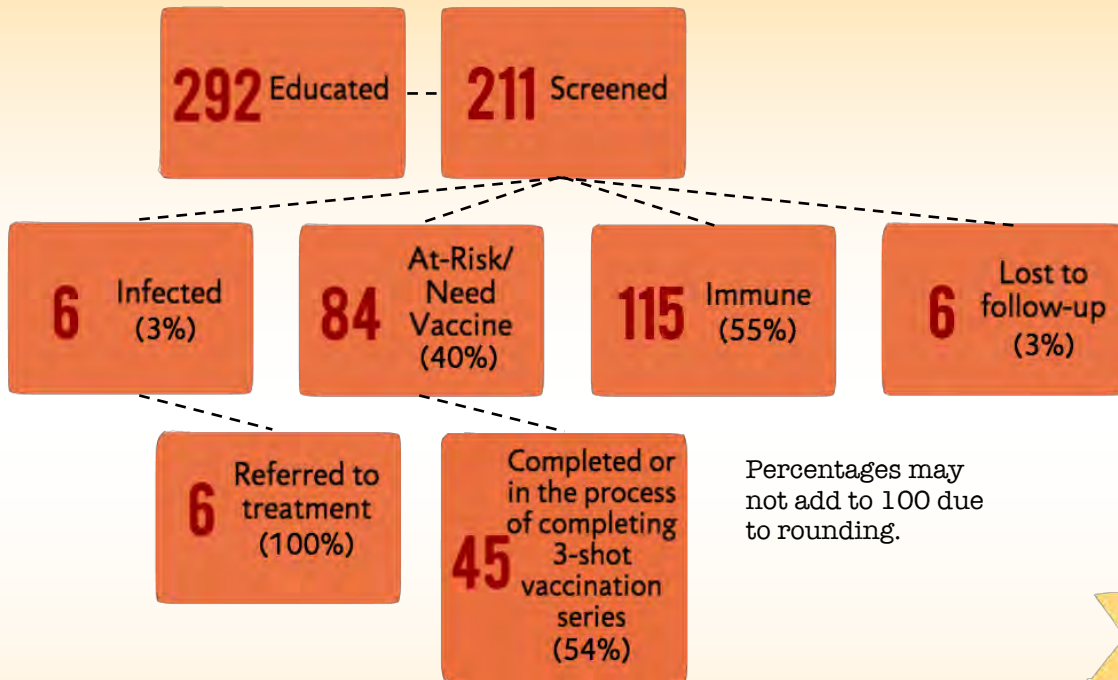 292 Educated
211 Screened
6 Infected
(3%)
84 At-Risk/
Need
Vaccine
(40%)
115 Immune
(55%)
6 Lost to
follow-up
(3%)
6 Referred to
treatment
(100%)
45 Completed or
in the process
of completing
3-shot
vaccination
series
(54%)
Percentages may
not add to 100 due
to rounding.